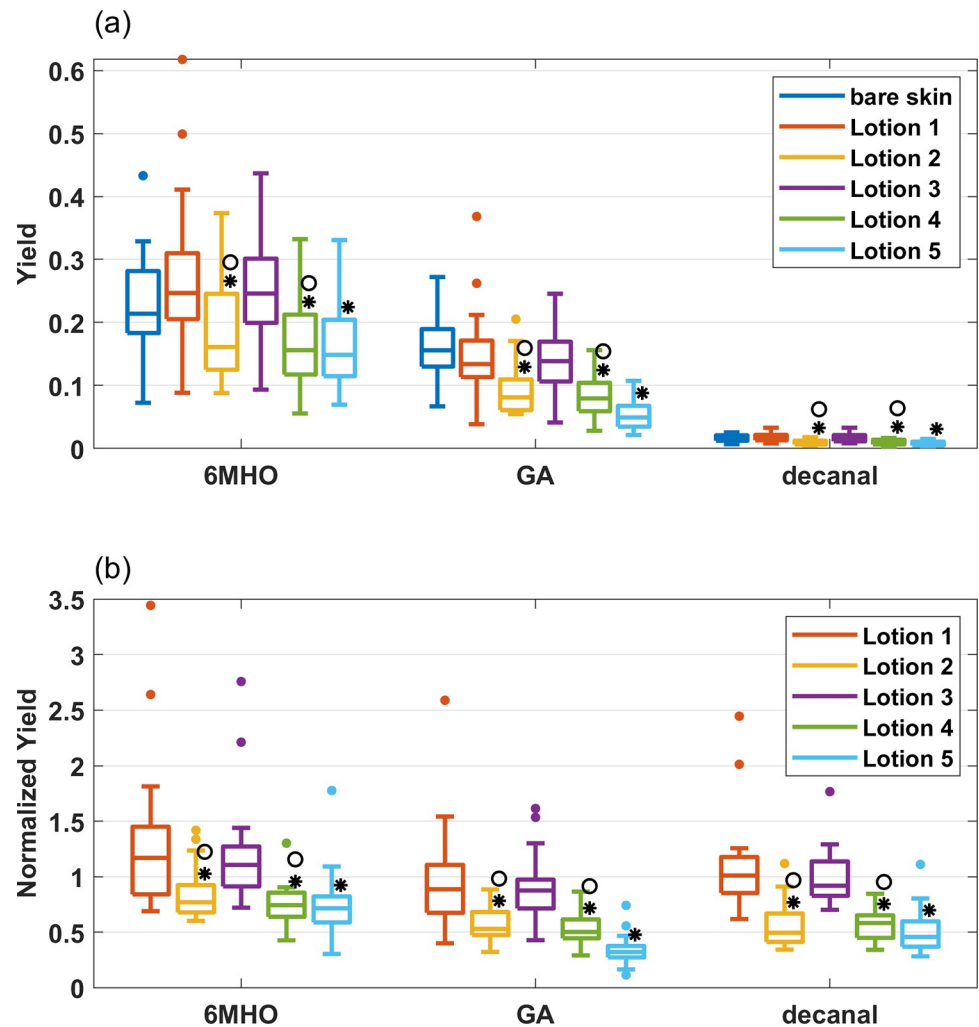 (a)
0.6
0.5
0.4
0.3
0.2
0.1
0
Yield
bare skin
Lotion 1
Lotion 2
Lotion 3
Lotion 4
Lotion 5
6MHO GA decanal
(b)
3.5
3
2.5
2
1.5
1
0.5
0
Normalized Yield
Lotion 1
Lotion 2
Lotion 3
Lotion 4
Lotion 5
6MHO GA decanal